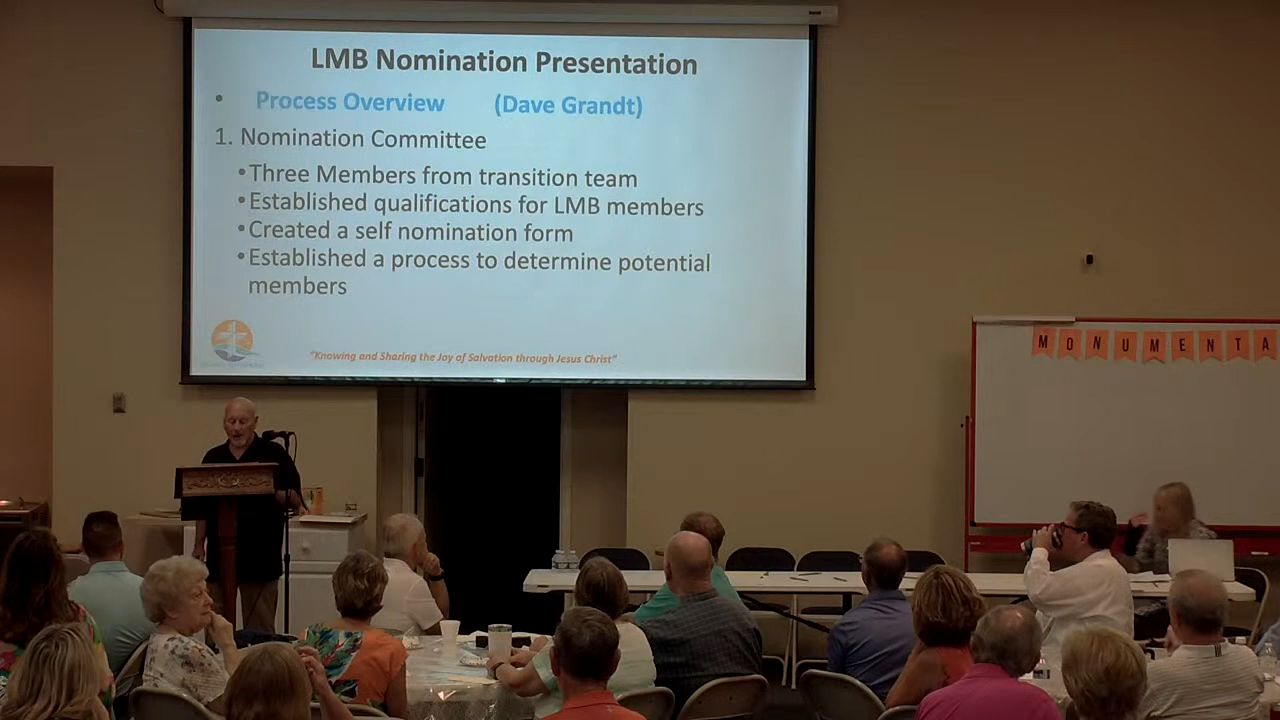 LMB Nomination Presentation
• Process Overview (Dave Grandt)
1. Nomination Committee
•Three Members from transition team
•Established qualifications for LMB members
•Created a self nomination form
•Established a process to determine potential
members
"Knowing and Sharing the Joy of Salvation through Jesus Christ"
MONUMENTA